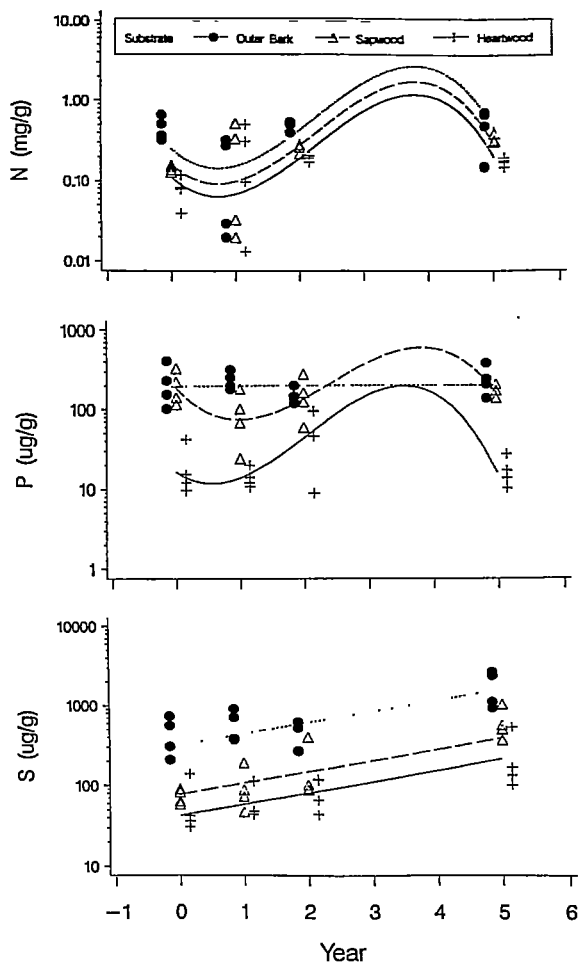 10.00
Substrate Outer Bark Sapwood Heartwood
1.00
0.10
0.01
N (mg/g)
1000
100
10
1
P (ug/g)
10000
1000
100
10
S (ug/g)
−1 0 1 2 3 4 5 6
Year